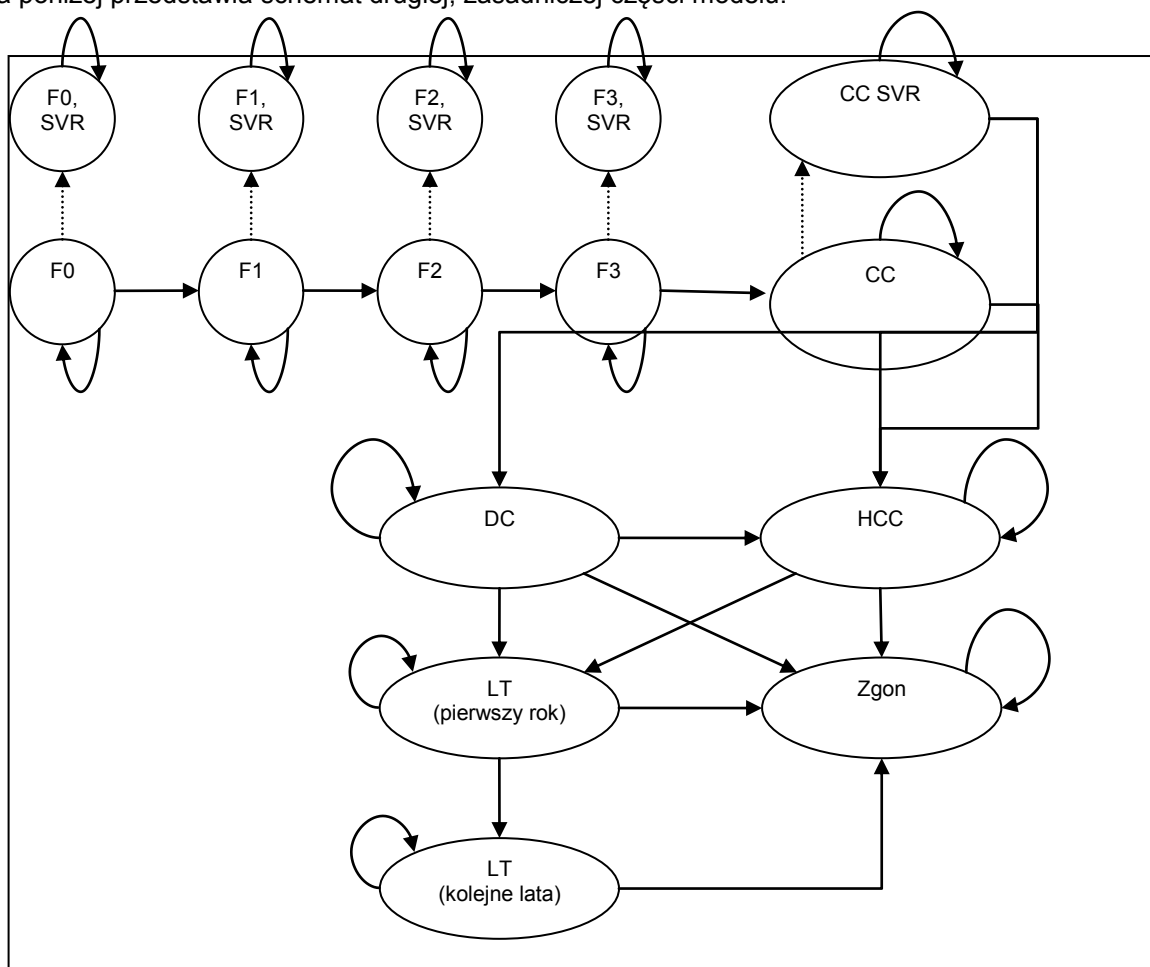 poniżej przedstawia schemat drugiej, zasadniczej części modelu.
F0,
SVR
F1,
SVR
F2,
SVR
F3,
SVR
CC SVR
F0
F1
F2
F3
CC
DC
HCC
LT
(pierwszy rok)
Zgon
LT
(kolejne lata)